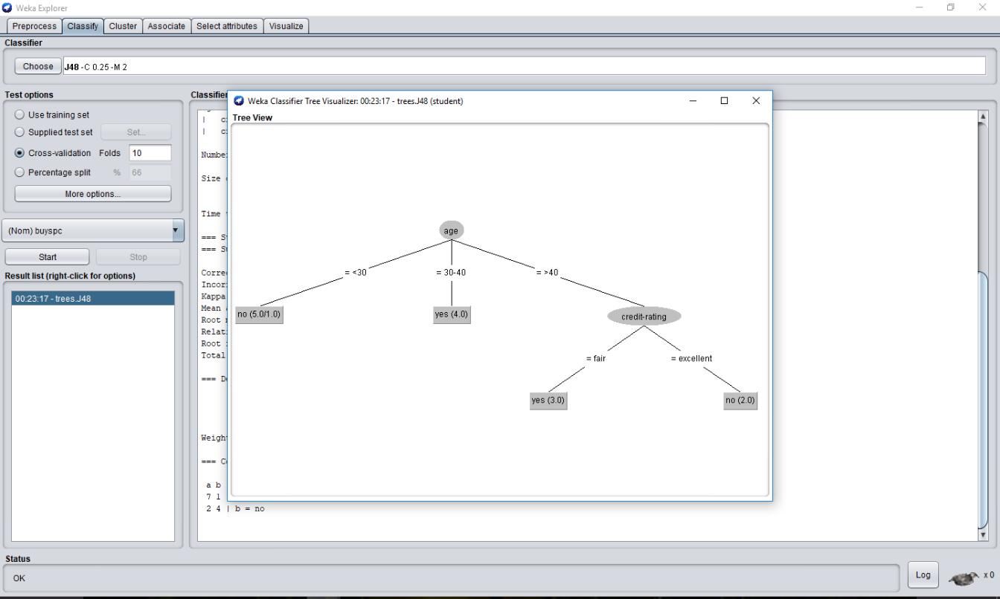 Weka Explorer
Preprocess Classify Cluster Associate Select attributes Visualize
Classifier
Choose J48 -C 0.25 -M 2
Test options
Use training set
Supplied test set Set...
Cross-validation Folds 10
Percentage split % 66
More options...
(Nom) buyspc
Start Stop
Result list (right-click for options)
00:23:17 - trees.J48
Classifier
| c
| c
Numbe
Size
Time
=== S
=== S
Corre
Incor
Kappa
Mean
Root
Relat
Root
Total
=== D
Weigh
=== C
a b
7 1
2 4 | b = no
Weka Classifier Tree Visualizer: 00:23:17 - trees.J48 (student)
Tree View
age
= <30 = 30-40 = >40
no (5.0/1.0) yes (4.0) credit-rating
= fair = excellent
yes (3.0) no (2.0)
Status
OK
Log x 0